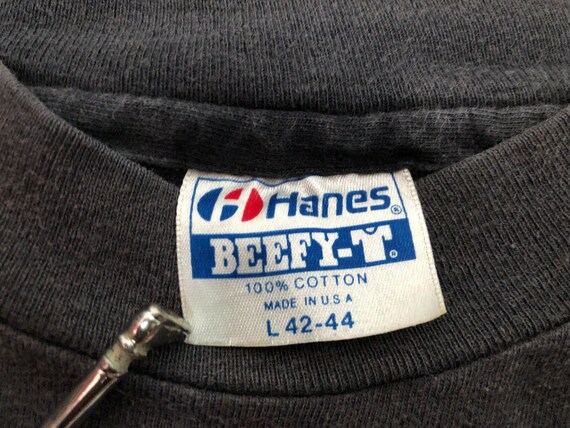 Hanes®
BEEFY-T®
100% COTTON
MADE IN U.S.A
L 42-44